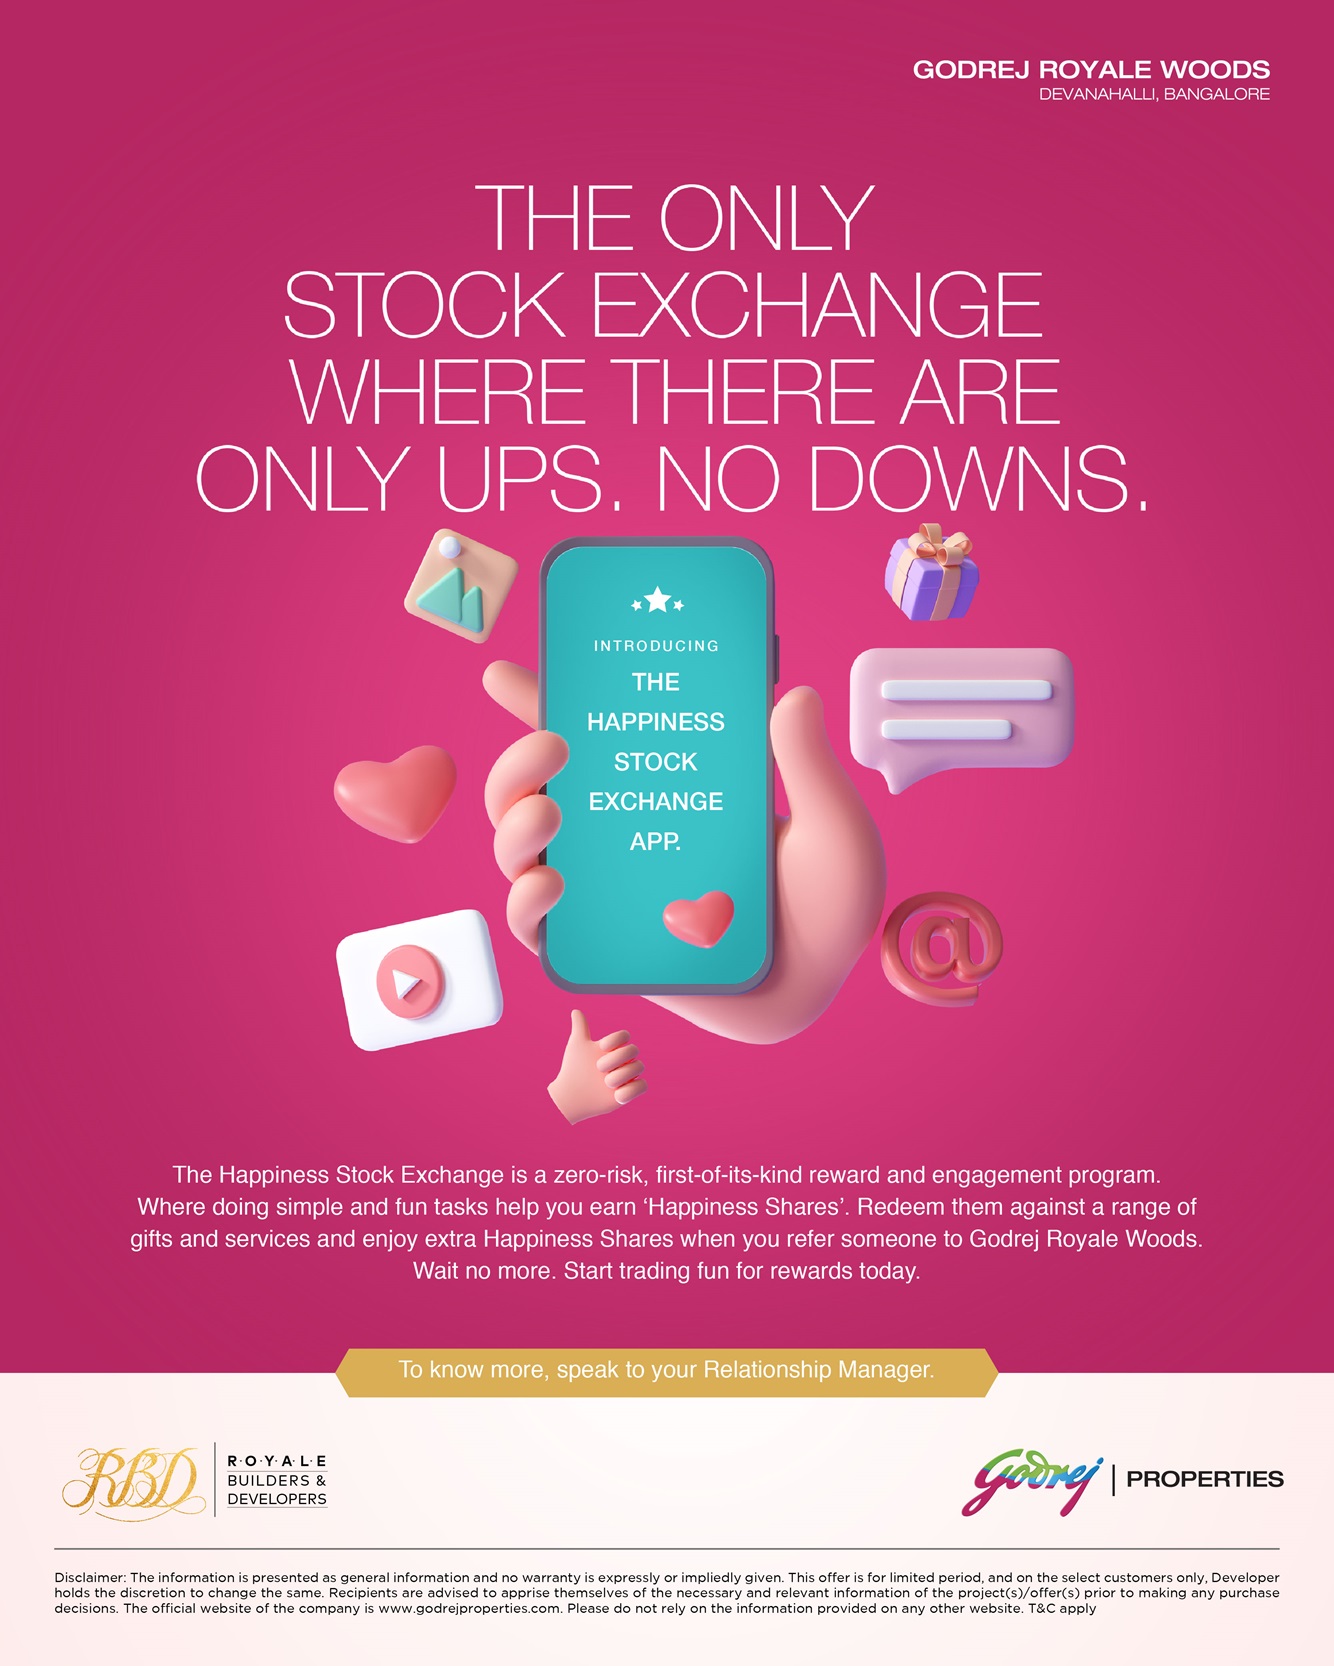 GODREJ ROYALE WOODS
DEVANAHALLI, BANGALORE
THE ONLY
STOCK EXCHANGE
WHERE THERE ARE
ONLY UPS. NO DOWNS.
INTRODUCING
THE
HAPPINESS
STOCK
EXCHANGE
APP.
@
The Happiness Stock Exchange is a zero-risk, first-of-its-kind reward and engagement program.
Where doing simple and fun tasks help you earn ‘Happiness Shares’. Redeem them against a range of
gifts and services and enjoy extra Happiness Shares when you refer someone to Godrej Royale Woods.
Wait no more. Start trading fun for rewards today.
To know more, speak to your Relationship Manager.
RBD
R·O·Y·A·L·E
BUILDERS &
DEVELOPERS
Godrej | PROPERTIES
Disclaimer: The information is presented as general information and no warranty is expressly or impliedly given. This offer is for limited period, and on the select customers only, Developer
holds the discretion to change the same. Recipients are advised to apprise themselves of the necessary and relevant information of the project(s)/offer(s) prior to making any purchase
decisions. The official website of the company is www.godrejproperties.com. Please do not rely on the information provided on any other website. T&C apply